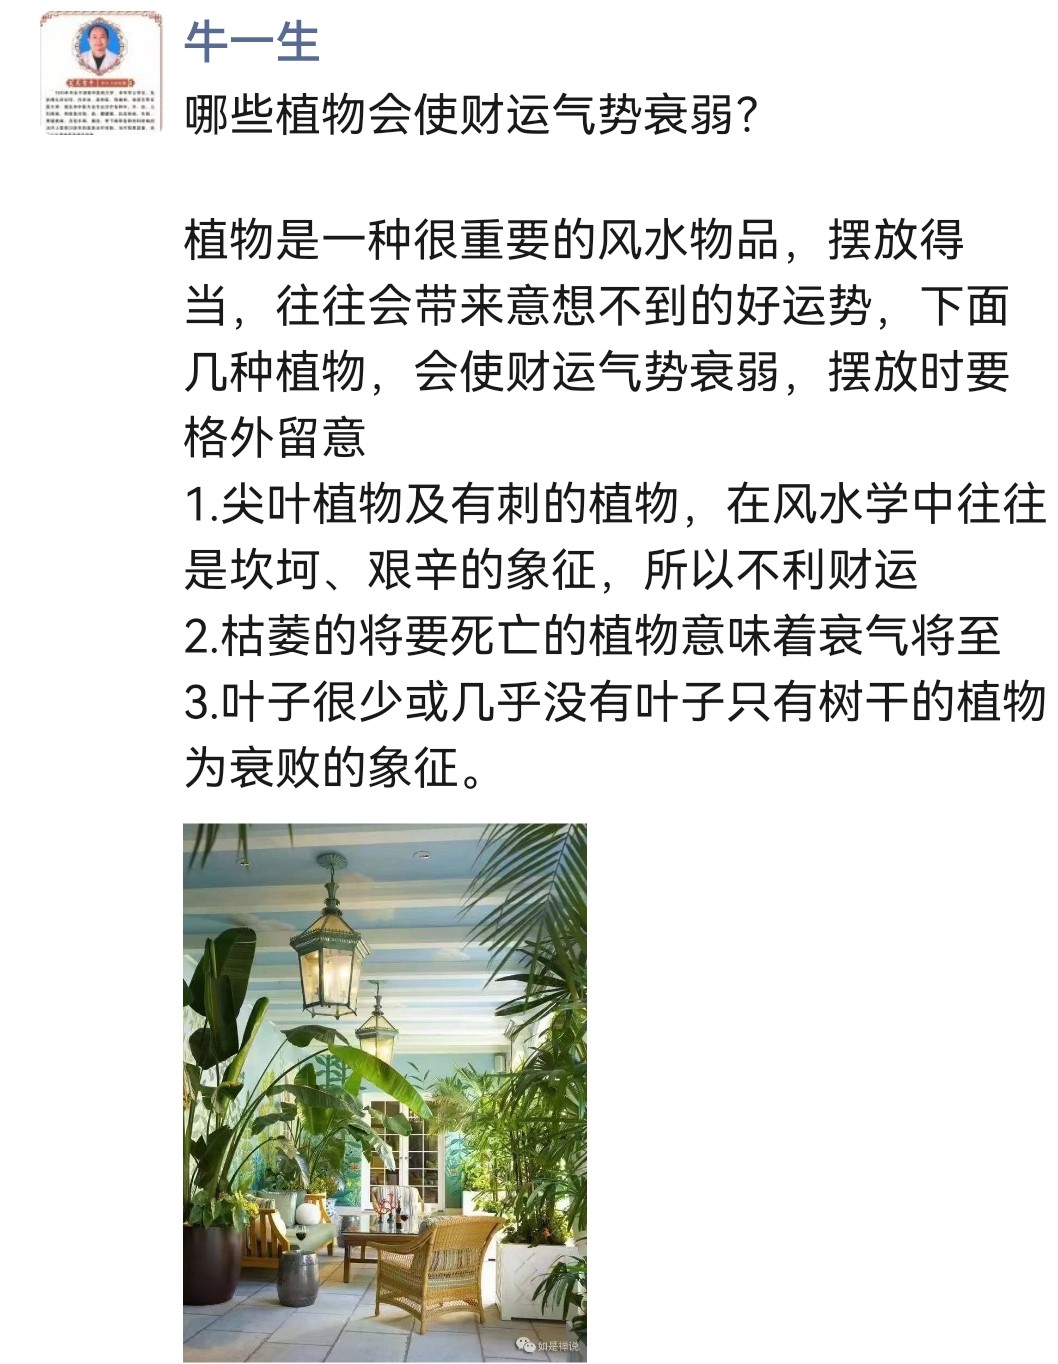 牛一生
哪些植物会使财运气势衰弱？
植物是一种很重要的风水物品，摆放得
当，往往会带来意想不到的好运势，下面
几种植物，会使财运气势衰弱，摆放时要
格外留意
1.尖叶植物及有刺的植物，在风水学中往往
是坎坷、艰辛的象征，所以不利财运
2.枯萎的将要死亡的植物意味着衰气将至
3.叶子很少或几乎没有叶子只有树干的植物
为衰败的象征。
如是禅说